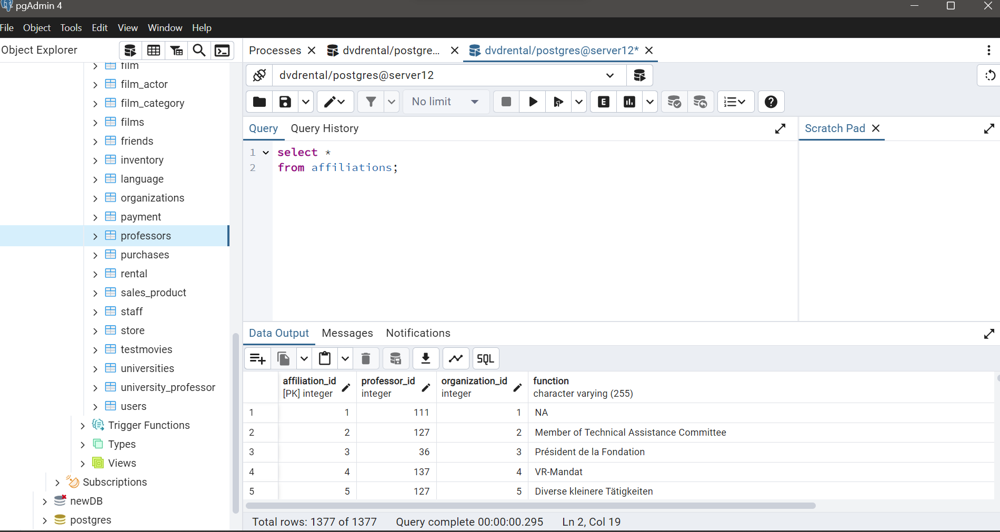 pgAdmin 4
File Object Tools Edit View Window Help
Object Explorer
Processes dvdrental/postgre... dvdrental/postgres@server12*
film
film_actor
film_category
films
friends
inventory
language
organizations
payment
professors
purchases
rental
sales_product
staff
store
testmovies
universities
university_professor
users
Trigger Functions
Types
Views
Subscriptions
newDB
postgres
dvdrental/postgres@server12
No limit
E
Query Query History
Scratch Pad
1 select *
2 from affiliations;
Data Output Messages Notifications
SQL
affiliation_id professor_id organization_id function
[PK] integer integer integer character varying (255)
1 1 111 1 NA
2 2 127 2 Member of Technical Assistance Committee
3 3 36 3 Président de la Fondation
4 4 137 4 VR-Mandat
5 5 127 5 Diverse kleinere Tätigkeiten
Total rows: 1377 of 1377 Query complete 00:00:00.295 Ln 2, Col 19